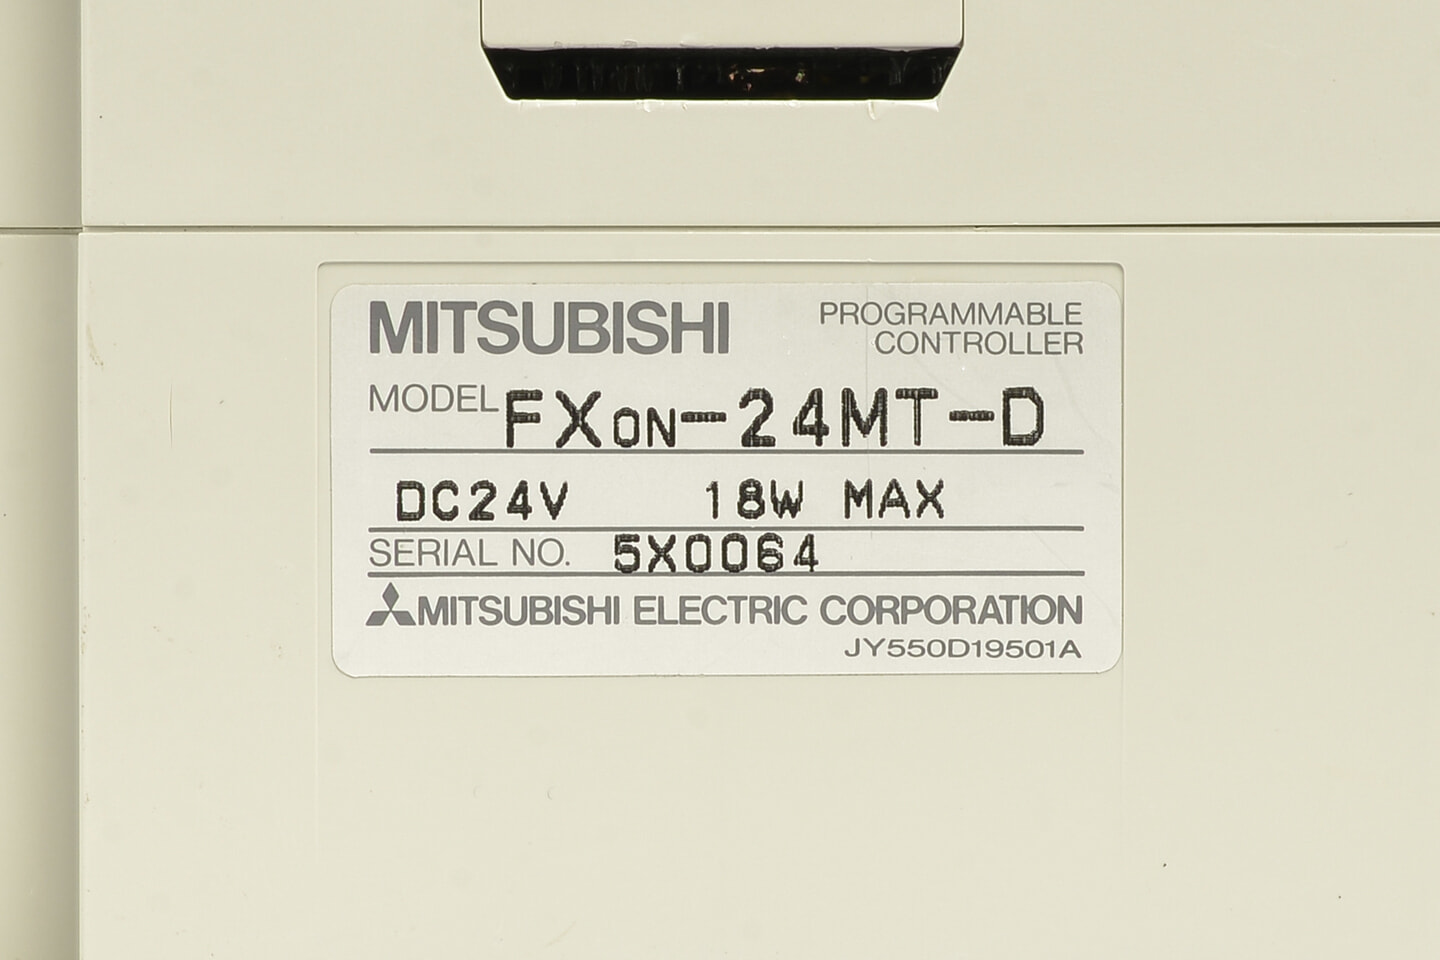 MITSUBISHI
PROGRAMMABLE
CONTROLLER
MODEL FX0N-24MT-D
DC24V 18W MAX
SERIAL NO. 5X0064
MITSUBISHI ELECTRIC CORPORATION
JY550D19501A